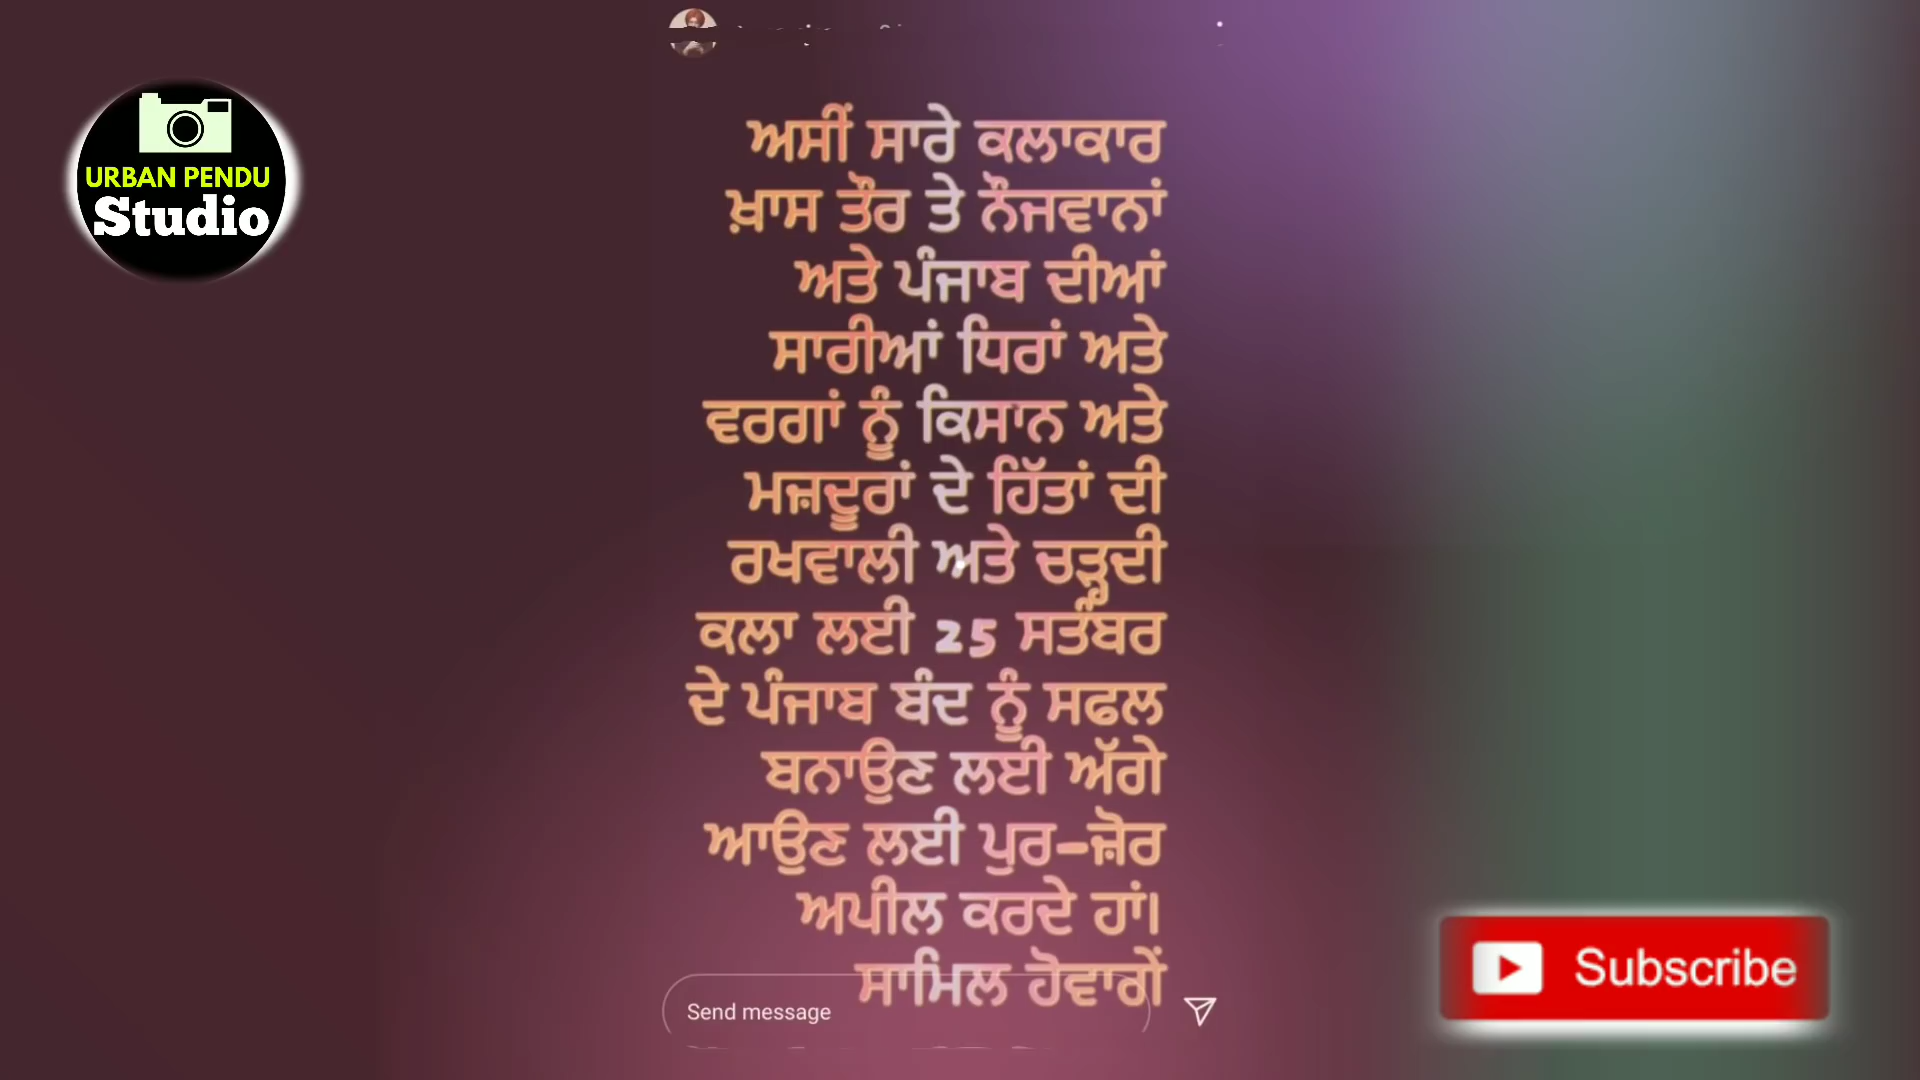 URBAN PENDU
Studio
ਅਸੀਂ ਸਾਰੇ ਕਲਾਕਾਰ
ਖ਼ਾਸ ਤੌਰ ਤੇ ਨੌਜਵਾਨਾਂ
ਅਤੇ ਪੰਜਾਬ ਦੀਆਂ
ਸਾਰੀਆਂ ਧਿਰਾਂ ਅਤੇ
ਵਰਗਾਂ ਨੂੰ ਕਿਸਾਨ ਅਤੇ
ਮਜ਼ਦੂਰਾਂ ਦੇ ਹਿੱਤਾਂ ਦੀ
ਰਖਵਾਲੀ ਅਤੇ ਚੜ੍ਹਦੀ
ਕਲਾ ਲਈ 25 ਸਤੰਬਰ
ਦੇ ਪੰਜਾਬ ਬੰਦ ਨੂੰ ਸਫਲ
ਬਨਾਉਣ ਲਈ ਅੱਗੇ
ਆਉਣ ਲਈ ਪੁਰ-ਜ਼ੋਰ
ਅਪੀਲ ਕਰਦੇ ਹਾਂ।
ਸਾਮਿਲ ਹੋਵਾਗੇਂ
Send message
Subscribe